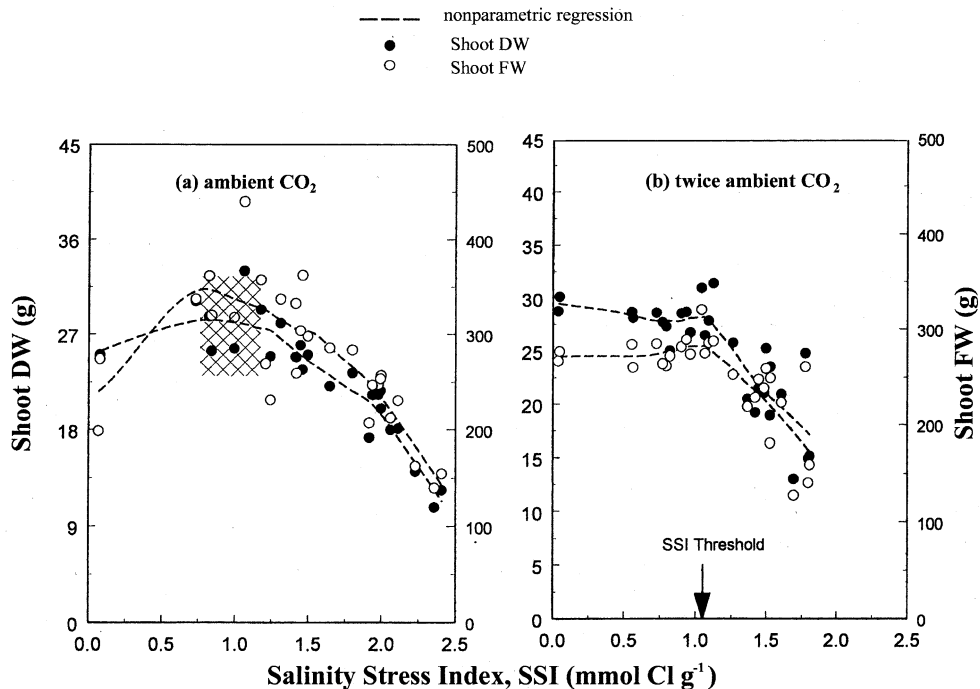 nonparametric regression
Shoot DW
Shoot FW
(a) ambient CO2
(b) twice ambient CO2
45
36
27
18
9
0
500
400
300
200
100
0
45
40
35
30
25
20
15
10
5
0
500
400
300
200
100
0
Shoot DW (g)
Shoot FW (g)
SSI Threshold
0.0 0.5 1.0 1.5 2.0 2.5
0.0 0.5 1.0 1.5 2.0 2.5
Salinity Stress Index, SSI (mmol Cl g-1)